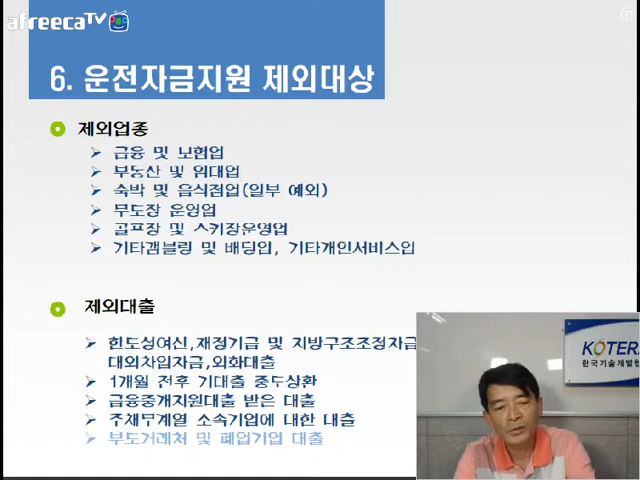 afreecaTV
6. 운전자금지원 제외대상
제외업종
금융 및 보험업
부동산 및 임대업
숙박 및 음식점업(일부 예외)
무도장 운영업
골프장 및 스키장운영업
기타갬블링 및 배팅업, 기타개인서비스업
제외대출
한도성여신,재정기금 및 지방구조조정자금
대외차입자금,외화대출
1개월 전후 기대출 중도상환
금융중개지원대출 받은 대출
주채무계열 소속기업에 대한 대출
부도거래처 및 폐업기업 대출
KOTER
한국기술개발